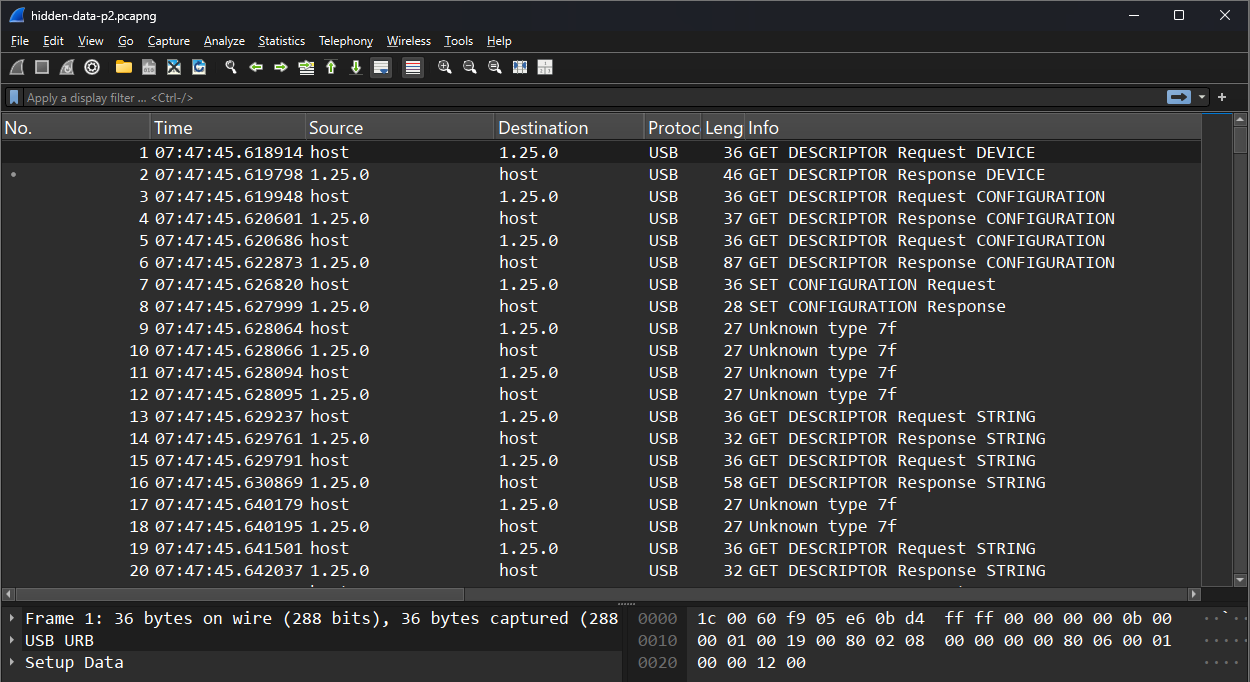 hidden-data-p2.pcapng
File Edit View Go Capture Analyze Statistics Telephony Wireless Tools Help
Apply a display filter ... <Ctrl-/>
No. Time Source Destination Protoc Leng Info
1 07:47:45.618914 host 1.25.0 USB 36 GET DESCRIPTOR Request DEVICE
2 07:47:45.619798 1.25.0 host USB 46 GET DESCRIPTOR Response DEVICE
3 07:47:45.619948 host 1.25.0 USB 36 GET DESCRIPTOR Request CONFIGURATION
4 07:47:45.620601 1.25.0 host USB 37 GET DESCRIPTOR Response CONFIGURATION
5 07:47:45.620686 host 1.25.0 USB 36 GET DESCRIPTOR Request CONFIGURATION
6 07:47:45.622873 1.25.0 host USB 87 GET DESCRIPTOR Response CONFIGURATION
7 07:47:45.626820 host 1.25.0 USB 36 SET CONFIGURATION Request
8 07:47:45.627999 1.25.0 host USB 28 SET CONFIGURATION Response
9 07:47:45.628064 host 1.25.0 USB 27 Unknown type 7f
10 07:47:45.628066 1.25.0 host USB 27 Unknown type 7f
11 07:47:45.628094 host 1.25.0 USB 27 Unknown type 7f
12 07:47:45.628095 1.25.0 host USB 27 Unknown type 7f
13 07:47:45.629237 host 1.25.0 USB 36 GET DESCRIPTOR Request STRING
14 07:47:45.629761 1.25.0 host USB 32 GET DESCRIPTOR Response STRING
15 07:47:45.629791 host 1.25.0 USB 36 GET DESCRIPTOR Request STRING
16 07:47:45.630869 1.25.0 host USB 58 GET DESCRIPTOR Response STRING
17 07:47:45.640179 host 1.25.0 USB 27 Unknown type 7f
18 07:47:45.640195 1.25.0 host USB 27 Unknown type 7f
19 07:47:45.641501 host 1.25.0 USB 36 GET DESCRIPTOR Request STRING
20 07:47:45.642037 1.25.0 host USB 32 GET DESCRIPTOR Response STRING
Frame 1: 36 bytes on wire (288 bits), 36 bytes captured (288
USB URB
Setup Data
0000 1c 00 60 f9 05 e6 0b d4 ff ff 00 00 00 00 0b 00 ··`··
0010 00 01 00 19 00 80 02 08 00 00 00 00 80 06 00 01 ·····
0020 00 00 12 00 ····